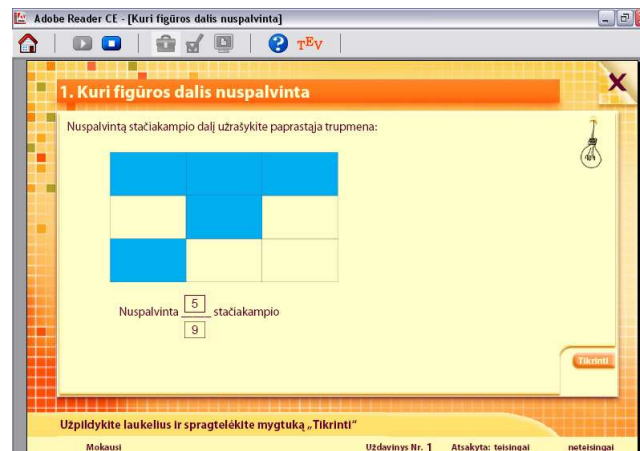 Adobe Reader CE - [Kuri figūros dalis nuspalvinta]
TEV
1. Kuri figūros dalis nuspalvinta
X
Nuspalvintą stačiakampio dalį užrašykite paprastąja trupmena:
5
Nuspalvinta stačiakampio
9
Tikrinti
Užpildykite laukelius ir spragtelėkite mygtuką „Tikrinti“
Mokausi Uždavinys Nr. 1 Atsakyta: teisingai neteisingai